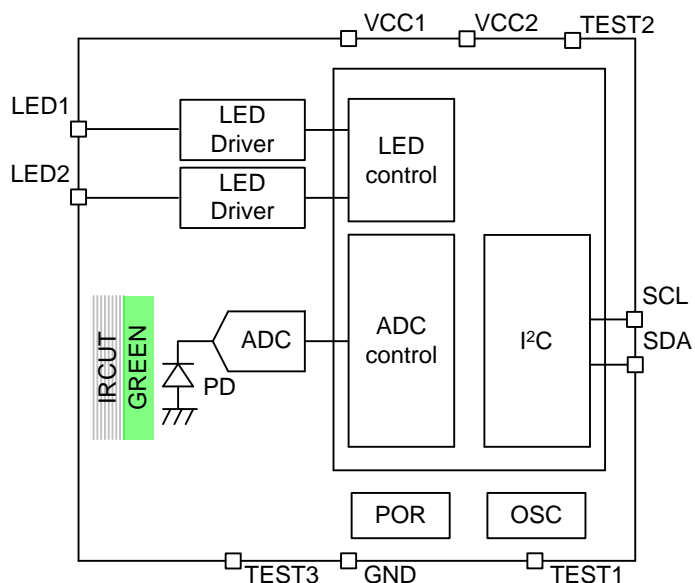 VCC1
VCC2
TEST2
LED1
LED2
LED
Driver
LED
Driver
LED
control
IRCUT
GREEN
PD
ADC
ADC
control
I²C
SCL
SDA
POR
OSC
TEST3
GND
TEST1